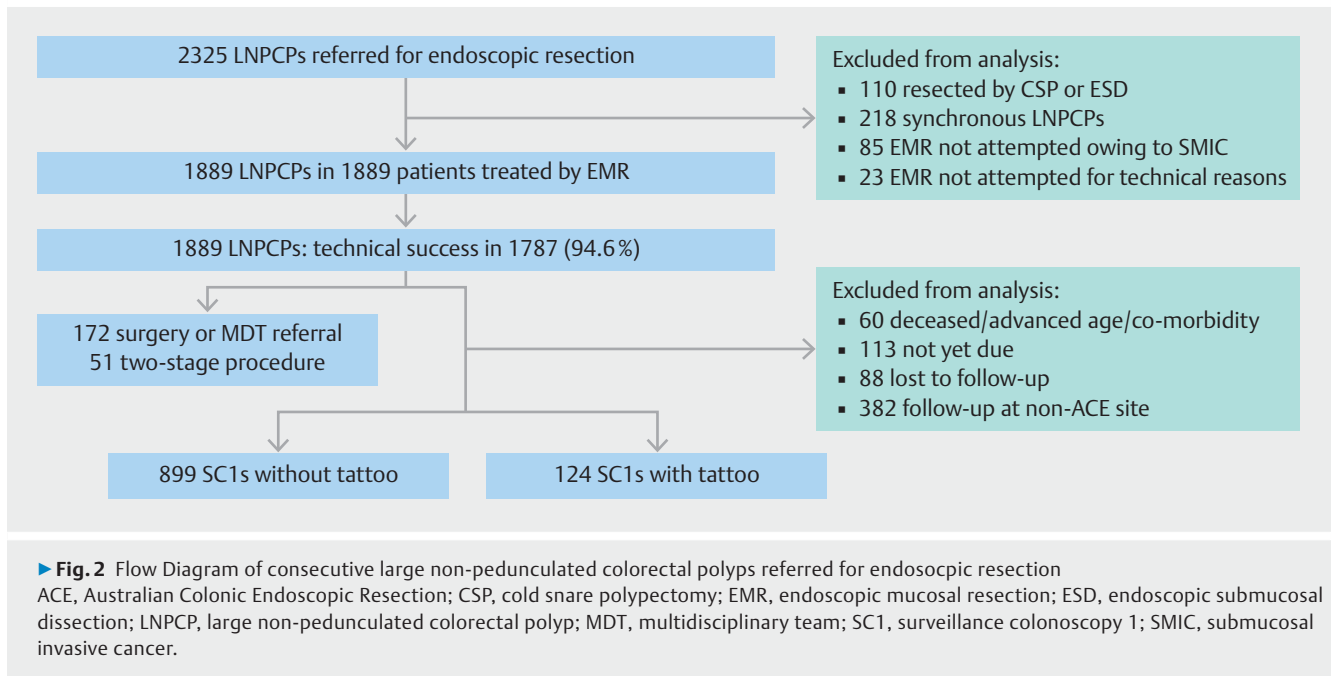 2325 LNPCPs referred for endoscopic resection
Excluded from analysis:
▪ 110 resected by CSP or ESD
▪ 218 synchronous LNPCPs
▪ 85 EMR not attempted owing to SMIC
▪ 23 EMR not attempted for technical reasons
1889 LNPCPs in 1889 patients treated by EMR
1889 LNPCPs: technical success in 1787 (94.6%)
172 surgery or MDT referral
51 two-stage procedure
Excluded from analysis:
▪ 60 deceased/advanced age/co-morbidity
▪ 113 not yet due
▪ 88 lost to follow-up
▪ 382 follow-up at non-ACE site
899 SC1s without tattoo
124 SC1s with tattoo
▶ Fig. 2 Flow Diagram of consecutive large non-pedunculated colorectal polyps referred for endosocpic resection
ACE, Australian Colonic Endoscopic Resection; CSP, cold snare polypectomy; EMR, endoscopic mucosal resection; ESD, endoscopic submucosal
dissection; LNPCP, large non-pedunculated colorectal polyp; MDT, multidisciplinary team; SC1, surveillance colonoscopy 1; SMIC, submucosal
invasive cancer.